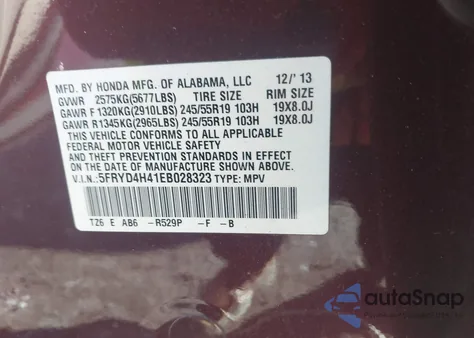 MFD. BY HONDA MFG. OF ALABAMA, LLC 12/'13
GVWR 2575KG(5677LBS) TIRE SIZE RIM SIZE
GAWR F 1320KG(2910LBS) 245/55R19 103H 19X8.0J
GAWR R 1345KG(2965LBS) 245/55R19 103H 19X8.0J
THIS VEHICLE CONFORMS TO ALL APPLICABLE
FEDERAL MOTOR VEHICLE SAFETY
AND THEFT PREVENTION STANDARDS IN EFFECT
ON THE DATE OF MANUFACTURE SHOWN ABOVE.
V.I.N.: 5FRYD4H41EB028323 TYPE: MPV
TZ6 E AB6 -R529P -F -B
autoSnap